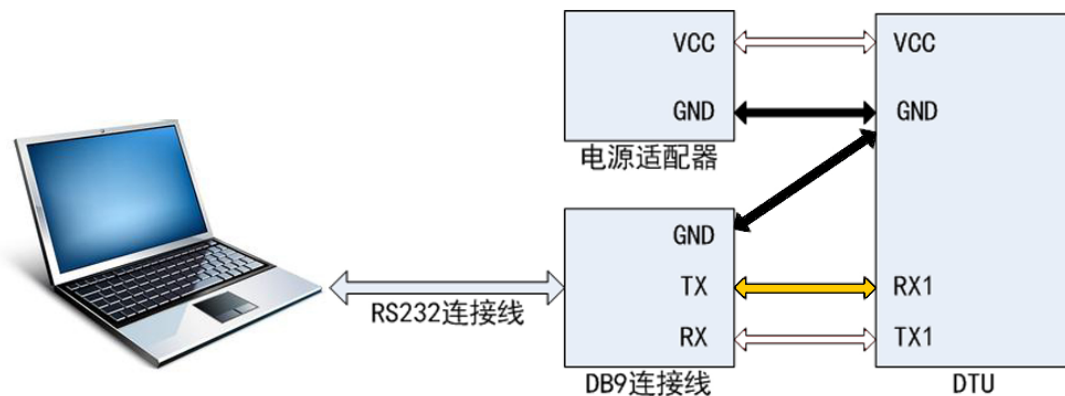 VCC
VCC
GND
GND
电源适配器
GND
TX
RX1
RS232连接线
RX
TX1
DB9连接线
DTU